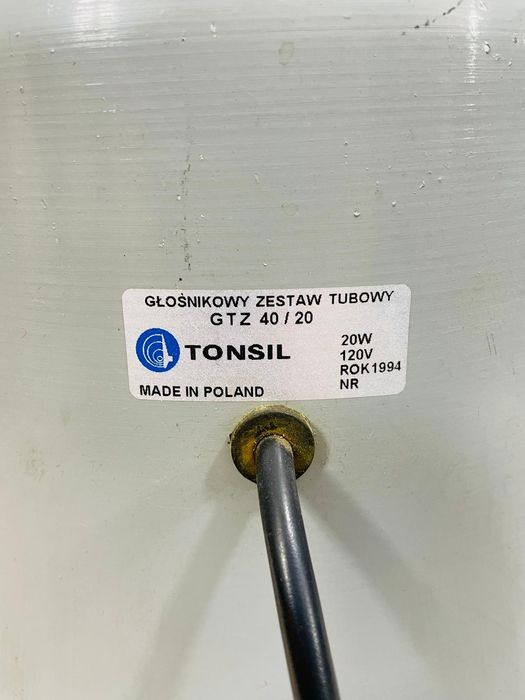 GŁOŚNIKOWY ZESTAW TUBOWY
GTZ 40 / 20
TONSIL
20W
120V
ROK1994
NR
MADE IN POLAND